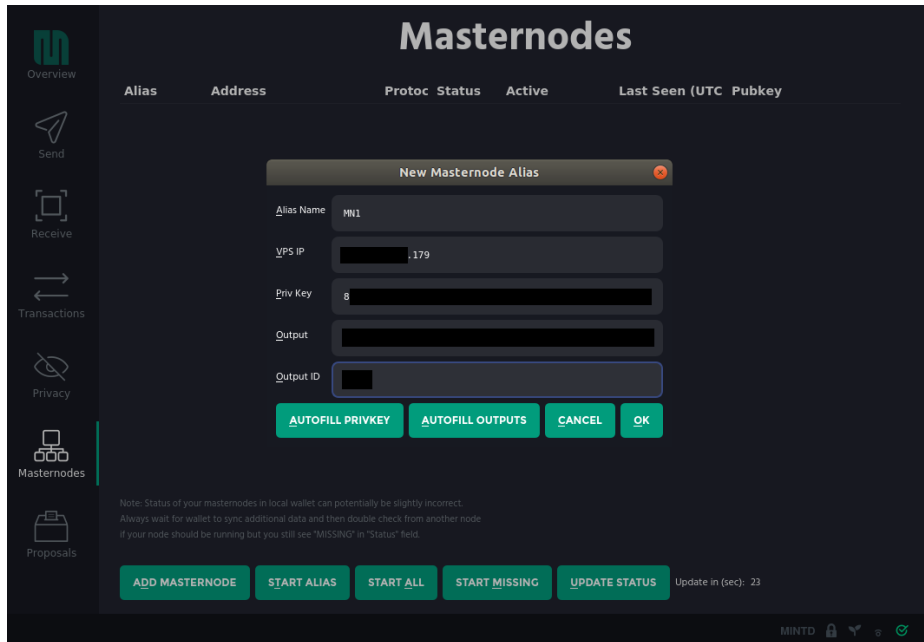 Masternodes
Overview
Send
Receive
Transactions
Privacy
Masternodes
Proposals
Alias Address Protoc Status Active Last Seen (UTC Pubkey
New Masternode Alias
Alias Name MN1
VPS IP .179
Priv Key 8
Output
Output ID
AUTOFILL PRIVKEY AUTOFILL OUTPUTS CANCEL OK
Note: Status of your masternodes in local wallet can potentially be slightly incorrect.
Always wait for wallet to sync additional data and then double check from another node
if your node should be running but you still see "MISSING" in "Status" field.
ADD MASTERNODE START ALIAS START ALL START MISSING UPDATE STATUS Update in (sec): 23
MINTD